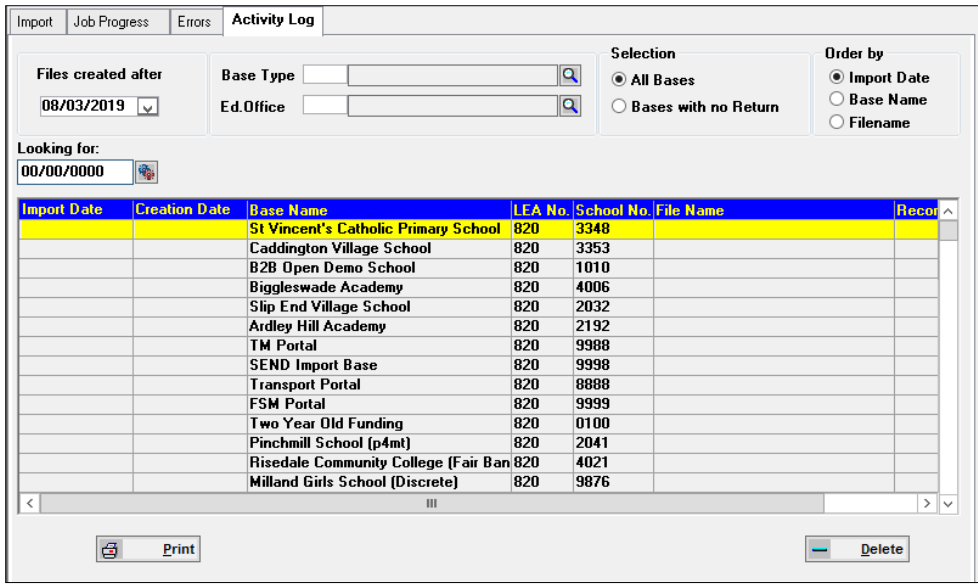 Import Job Progress Errors Activity Log
Files created after
08/03/2019
Base Type
Ed.Office
Selection
All Bases
Bases with no Return
Order by
Import Date
Base Name
Filename
Looking for:
00/00/0000
Import Date Creation Date Base Name LEA No. School No. File Name Recor
St Vincent's Catholic Primary School 820 3348
Caddington Village School 820 3353
B2B Open Demo School 820 1010
Biggleswade Academy 820 4006
Slip End Village School 820 2032
Ardley Hill Academy 820 2192
TM Portal 820 9988
SEND Import Base 820 9998
Transport Portal 820 8888
FSM Portal 820 9999
Two Year Old Funding 820 0100
Pinchmill School (p4mt) 820 2041
Risedale Community College (Fair Ban 820 4021
Milland Girls School (Discrete) 820 9876
Print Delete